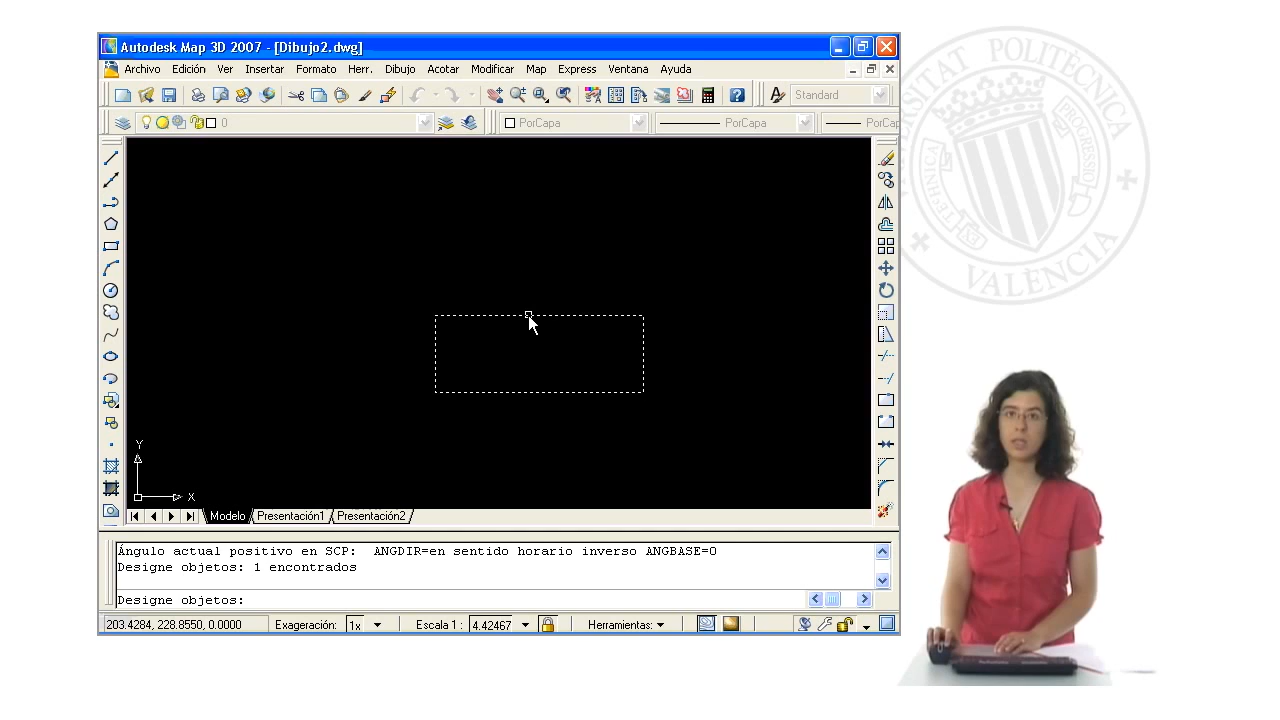 Autodesk Map 3D 2007 - [Dibujo2.dwg]
Archivo Edición Ver Insertar Formato Herr. Dibujo Acotar Modificar Map Express Ventana Ayuda
Standard
0 PorCapa PorCapa PorCap
Y
X
Modelo Presentación1 Presentación2
Ángulo actual positivo en SCP: ANGDIR=en sentido horario inverso ANGBASE=0
Designe objetos: 1 encontrados
Designe objetos:
203.4284, 228.8550, 0.0000 Exageración: 1x Escala 1 : 4.42467 Herramientas:
POLITÈCNICA
VALÈNCIA
EX TECHNICA
PROGRESSIO